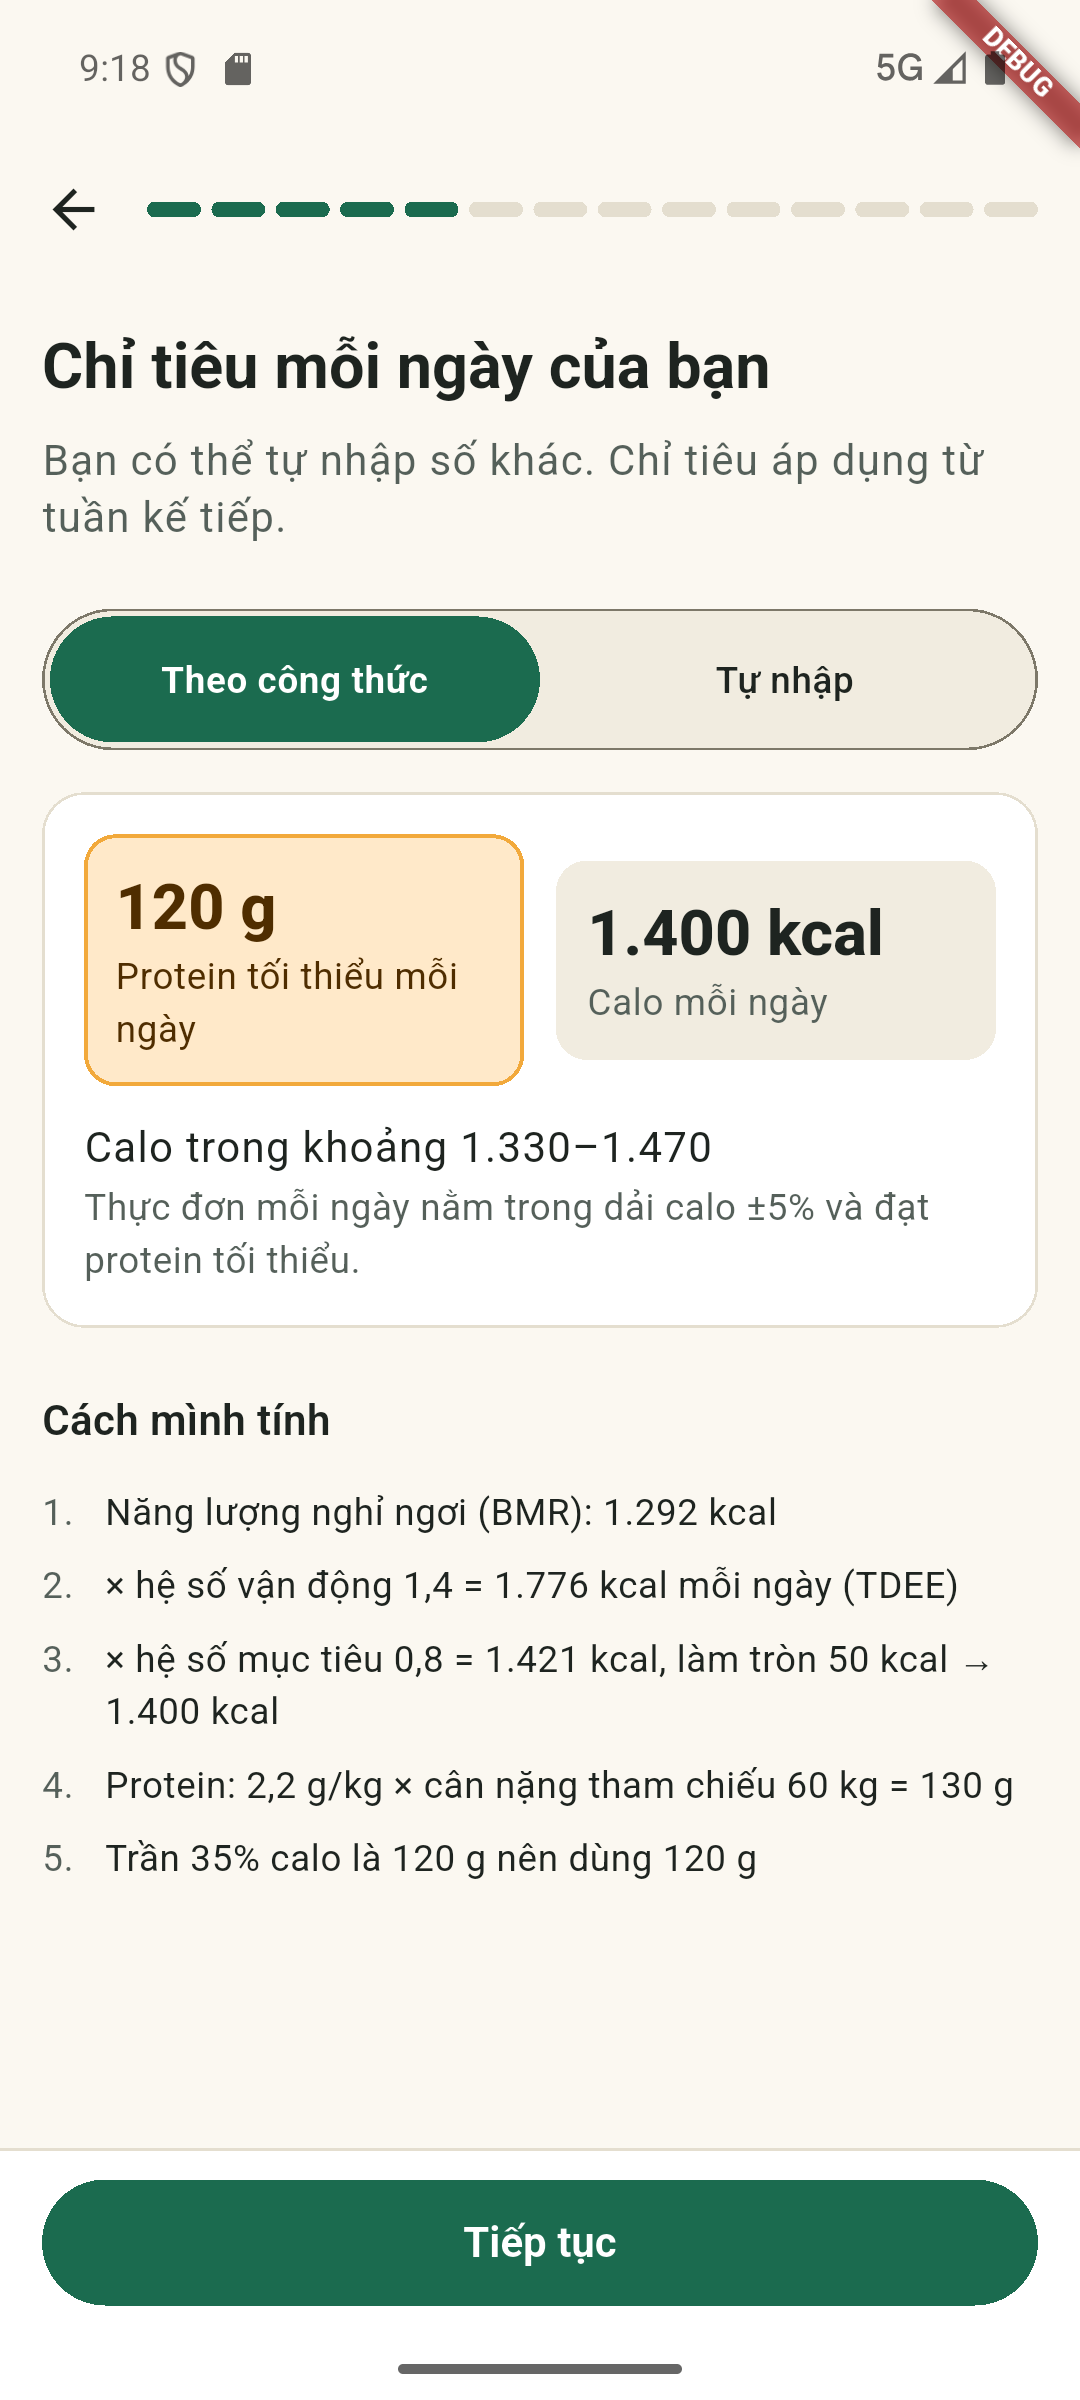 9:18
5G
DEBUG
Chỉ tiêu mỗi ngày của bạn
Bạn có thể tự nhập số khác. Chỉ tiêu áp dụng từ
tuần kế tiếp.
Theo công thức
Tự nhập
120 g
Protein tối thiểu mỗi
ngày
1.400 kcal
Calo mỗi ngày
Calo trong khoảng 1.330–1.470
Thực đơn mỗi ngày nằm trong dải calo ±5% và đạt
protein tối thiểu.
Cách mình tính
1. Năng lượng nghỉ ngơi (BMR): 1.292 kcal
2. × hệ số vận động 1,4 = 1.776 kcal mỗi ngày (TDEE)
3. × hệ số mục tiêu 0,8 = 1.421 kcal, làm tròn 50 kcal →
1.400 kcal
4. Protein: 2,2 g/kg × cân nặng tham chiếu 60 kg = 130 g
5. Trần 35% calo là 120 g nên dùng 120 g
Tiếp tục